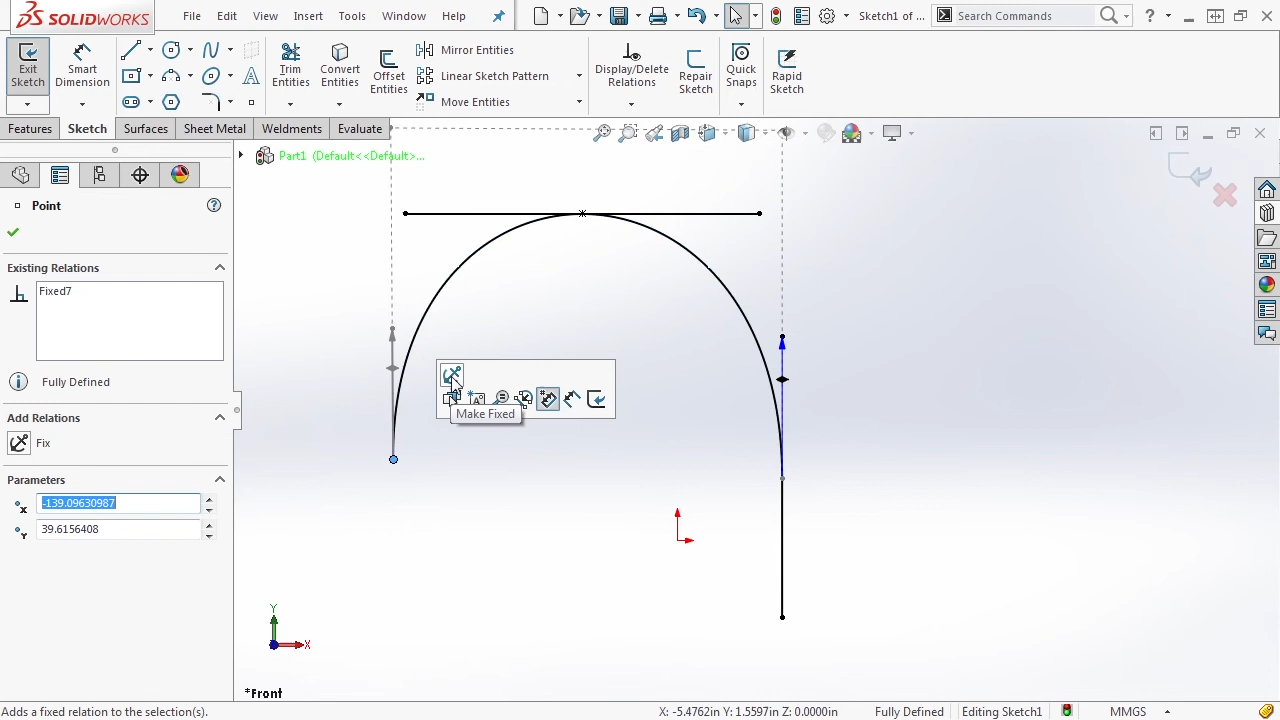 SOLIDWORKS
File Edit View Insert Tools Window Help
Sketch1 of ...
Search Commands
Exit Sketch
Smart Dimension
Trim Entities
Convert Entities
Offset Entities
Mirror Entities
Linear Sketch Pattern
Move Entities
Display/Delete Relations
Repair Sketch
Quick Snaps
Rapid Sketch
Features Sketch Surfaces Sheet Metal Weldments Evaluate
Part1 (Default<<Default>...
Point
?
Existing Relations
Fixed7
Fully Defined
Add Relations
Fix
Parameters
-139.09630987
39.6156408
Make Fixed
Y
X
*Front
Adds a fixed relation to the selection(s).
X: -5.4762in Y: 1.5597in Z: 0.0000in
Fully Defined
Editing Sketch1
MMGS